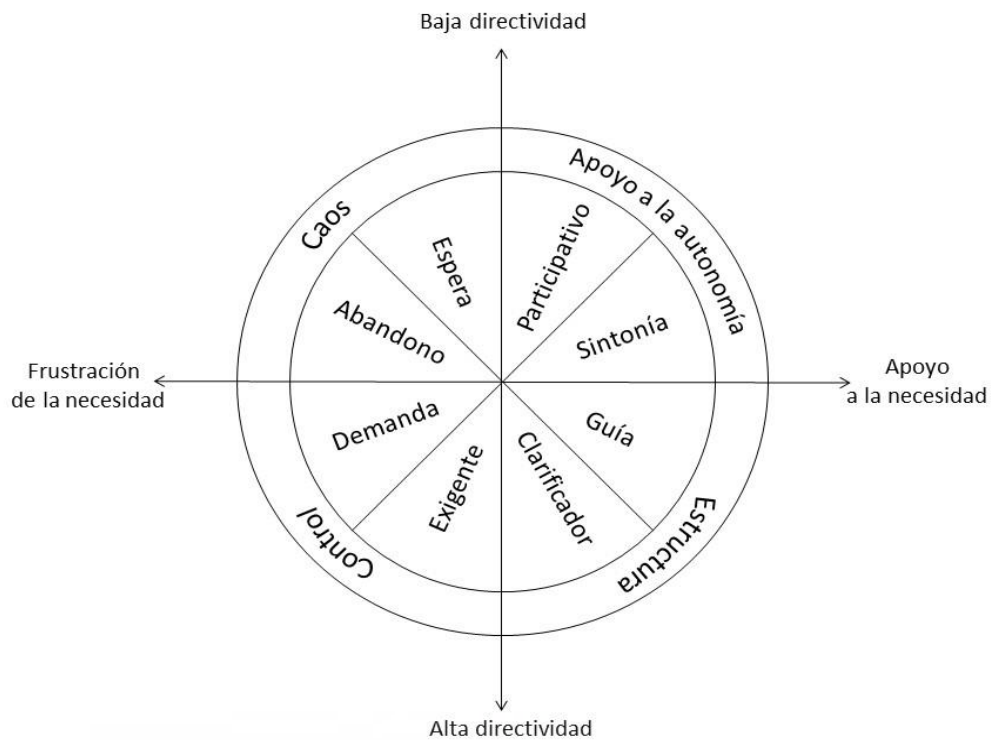 Baja directividad
Caos
Apoyo a la autonomía
Espera
Participativo
Abandono
Sintonía
Frustración
de la necesidad
Apoyo
a la necesidad
Demanda
Guía
Exigente
Clarificador
Control
Estructura
Alta directividad